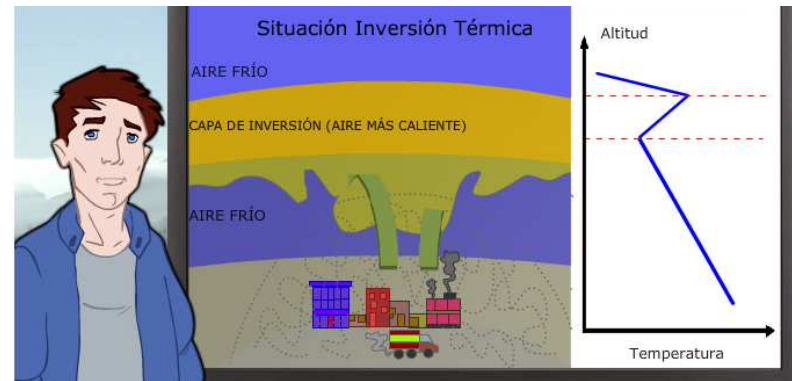 Situación Inversión Térmica
AIRE FRÍO
CAPA DE INVERSIÓN (AIRE MÁS CALIENTE)
AIRE FRÍO
Altitud
Temperatura